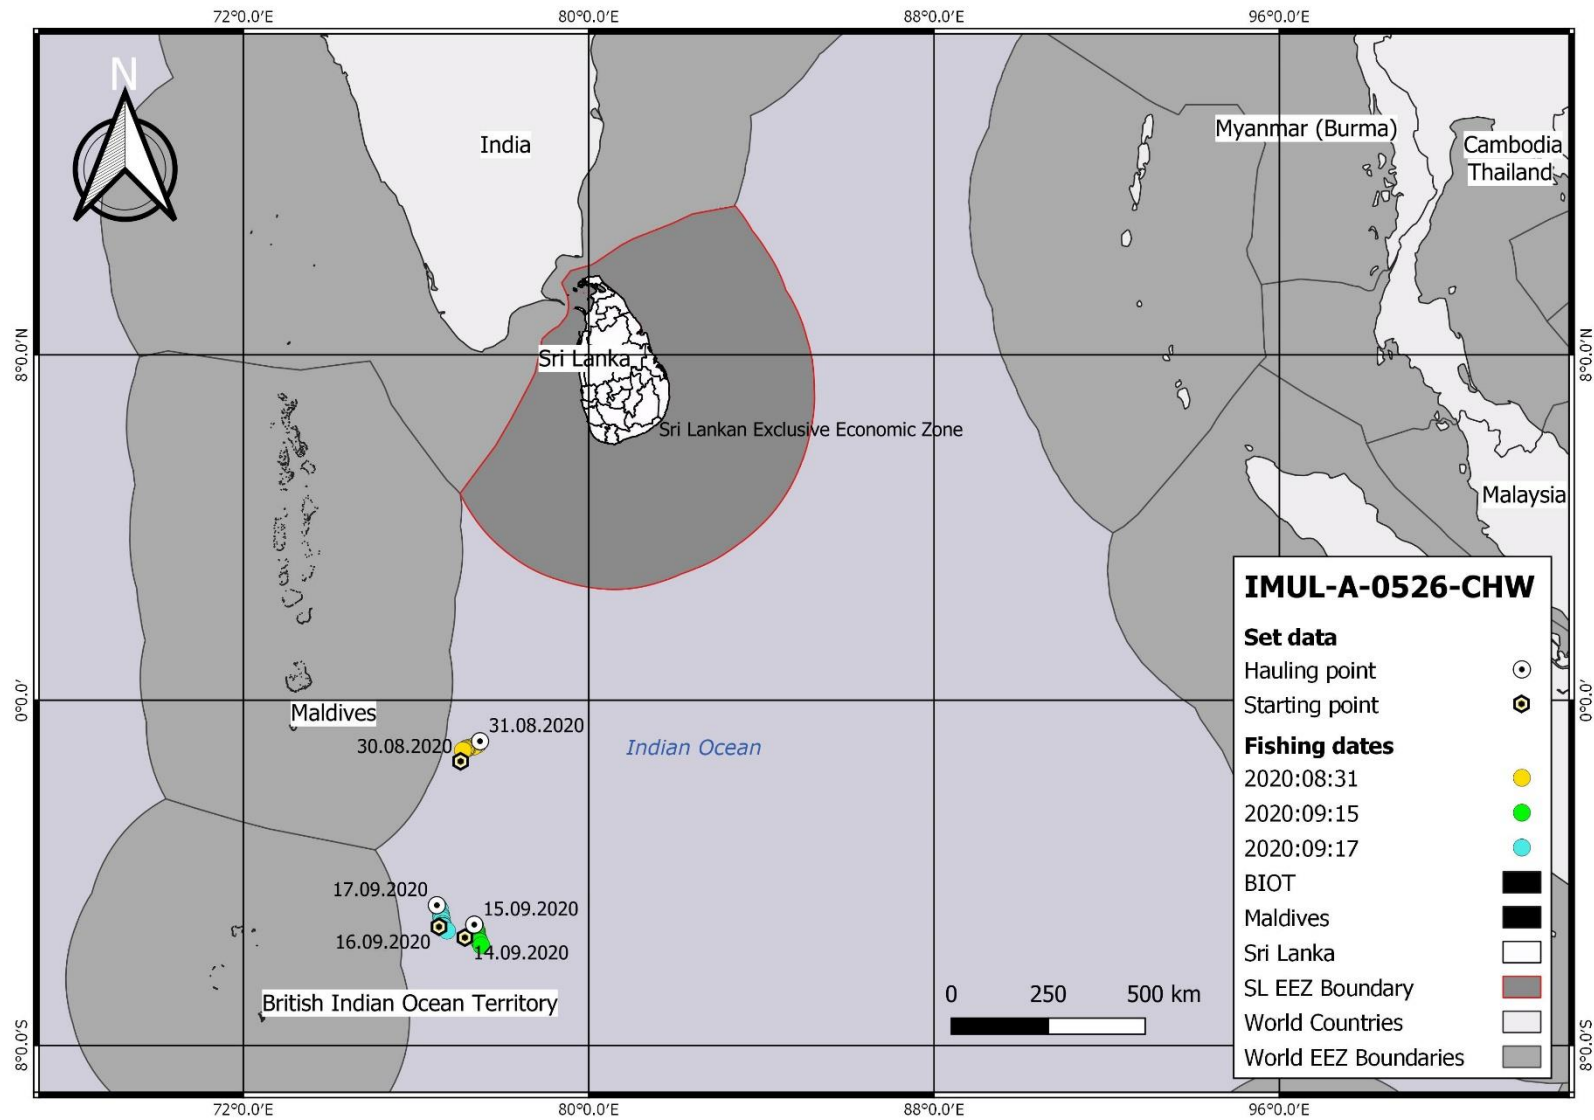 72°0.0'E
80°0.0'E
88°0.0'E
96°0.0'E
N
India
Myanmar (Burma)
Cambodia
Thailand
8°0.0'N
8°0.0'N
Sri Lanka
Sri Lankan Exclusive Economic Zone
Malaysia
0°0.0'
0°0.0'
Maldives
31.08.2020
30.08.2020
Indian Ocean
17.09.2020
15.09.2020
16.09.2020
14.09.2020
British Indian Ocean Territory
0 250 500 km
IMUL-A-0526-CHW
Set data
Hauling point
Starting point
Fishing dates
2020:08:31
2020:09:15
2020:09:17
BIOT
Maldives
Sri Lanka
SL EEZ Boundary
World Countries
World EEZ Boundaries
8°0.0'S
8°0.0'S
72°0.0'E
80°0.0'E
88°0.0'E
96°0.0'E